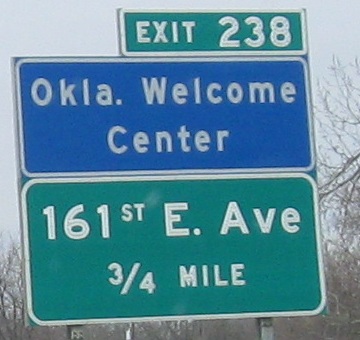 EXIT 238
Okla. Welcome
Center
161ST E. Ave
3/4 MILE